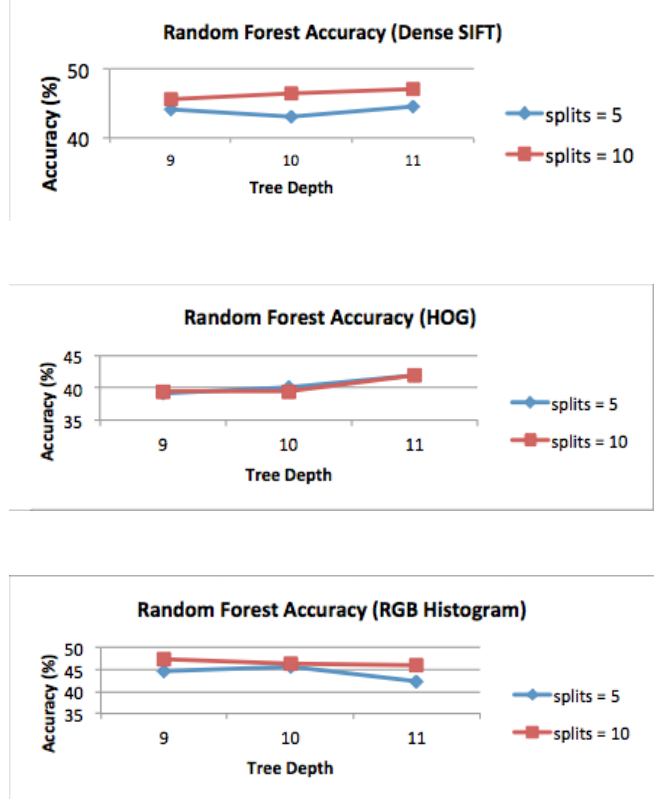 Random Forest Accuracy (Dense SIFT)
Accuracy (%)
50
40
9 10 11
Tree Depth
splits = 5
splits = 10
Random Forest Accuracy (HOG)
Accuracy (%)
45
40
35
9 10 11
Tree Depth
splits = 5
splits = 10
Random Forest Accuracy (RGB Histogram)
Accuracy (%)
50
45
40
35
9 10 11
Tree Depth
splits = 5
splits = 10